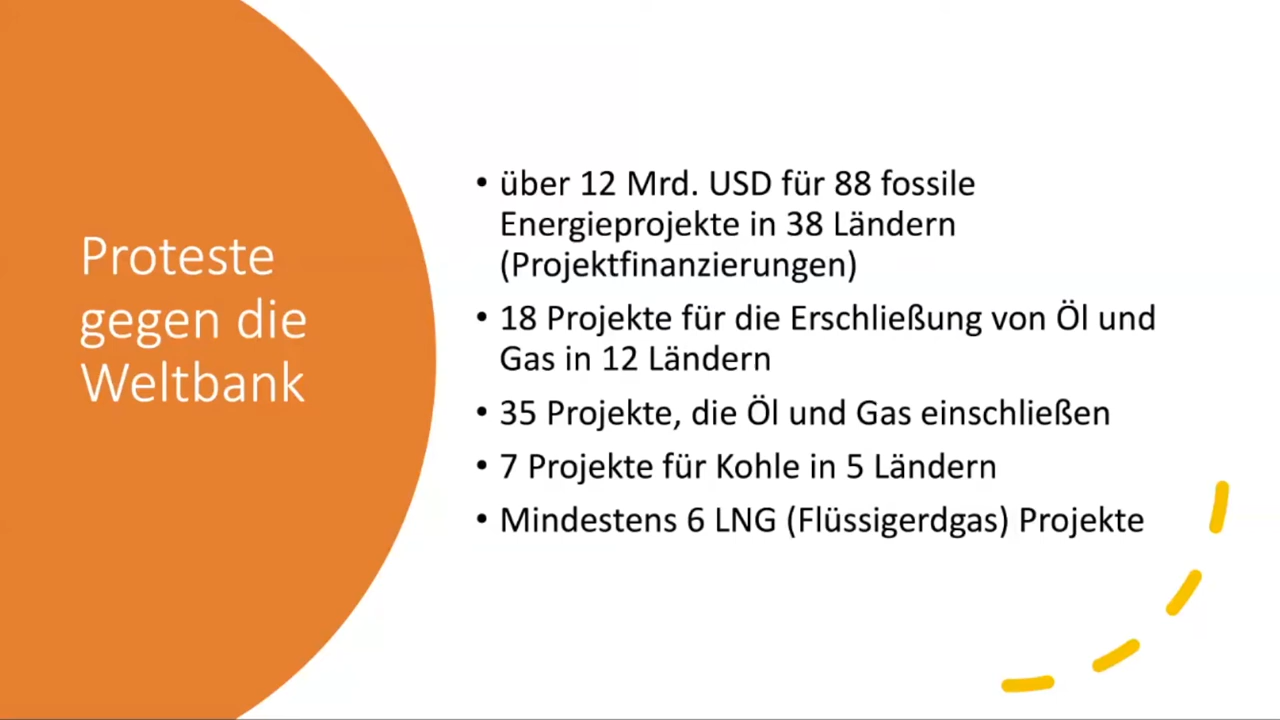 Proteste
gegen die
Weltbank
• über 12 Mrd. USD für 88 fossile
Energieprojekte in 38 Ländern
(Projektfinanzierungen)
• 18 Projekte für die Erschließung von Öl und
Gas in 12 Ländern
• 35 Projekte, die Öl und Gas einschließen
• 7 Projekte für Kohle in 5 Ländern
• Mindestens 6 LNG (Flüssigerdgas) Projekte